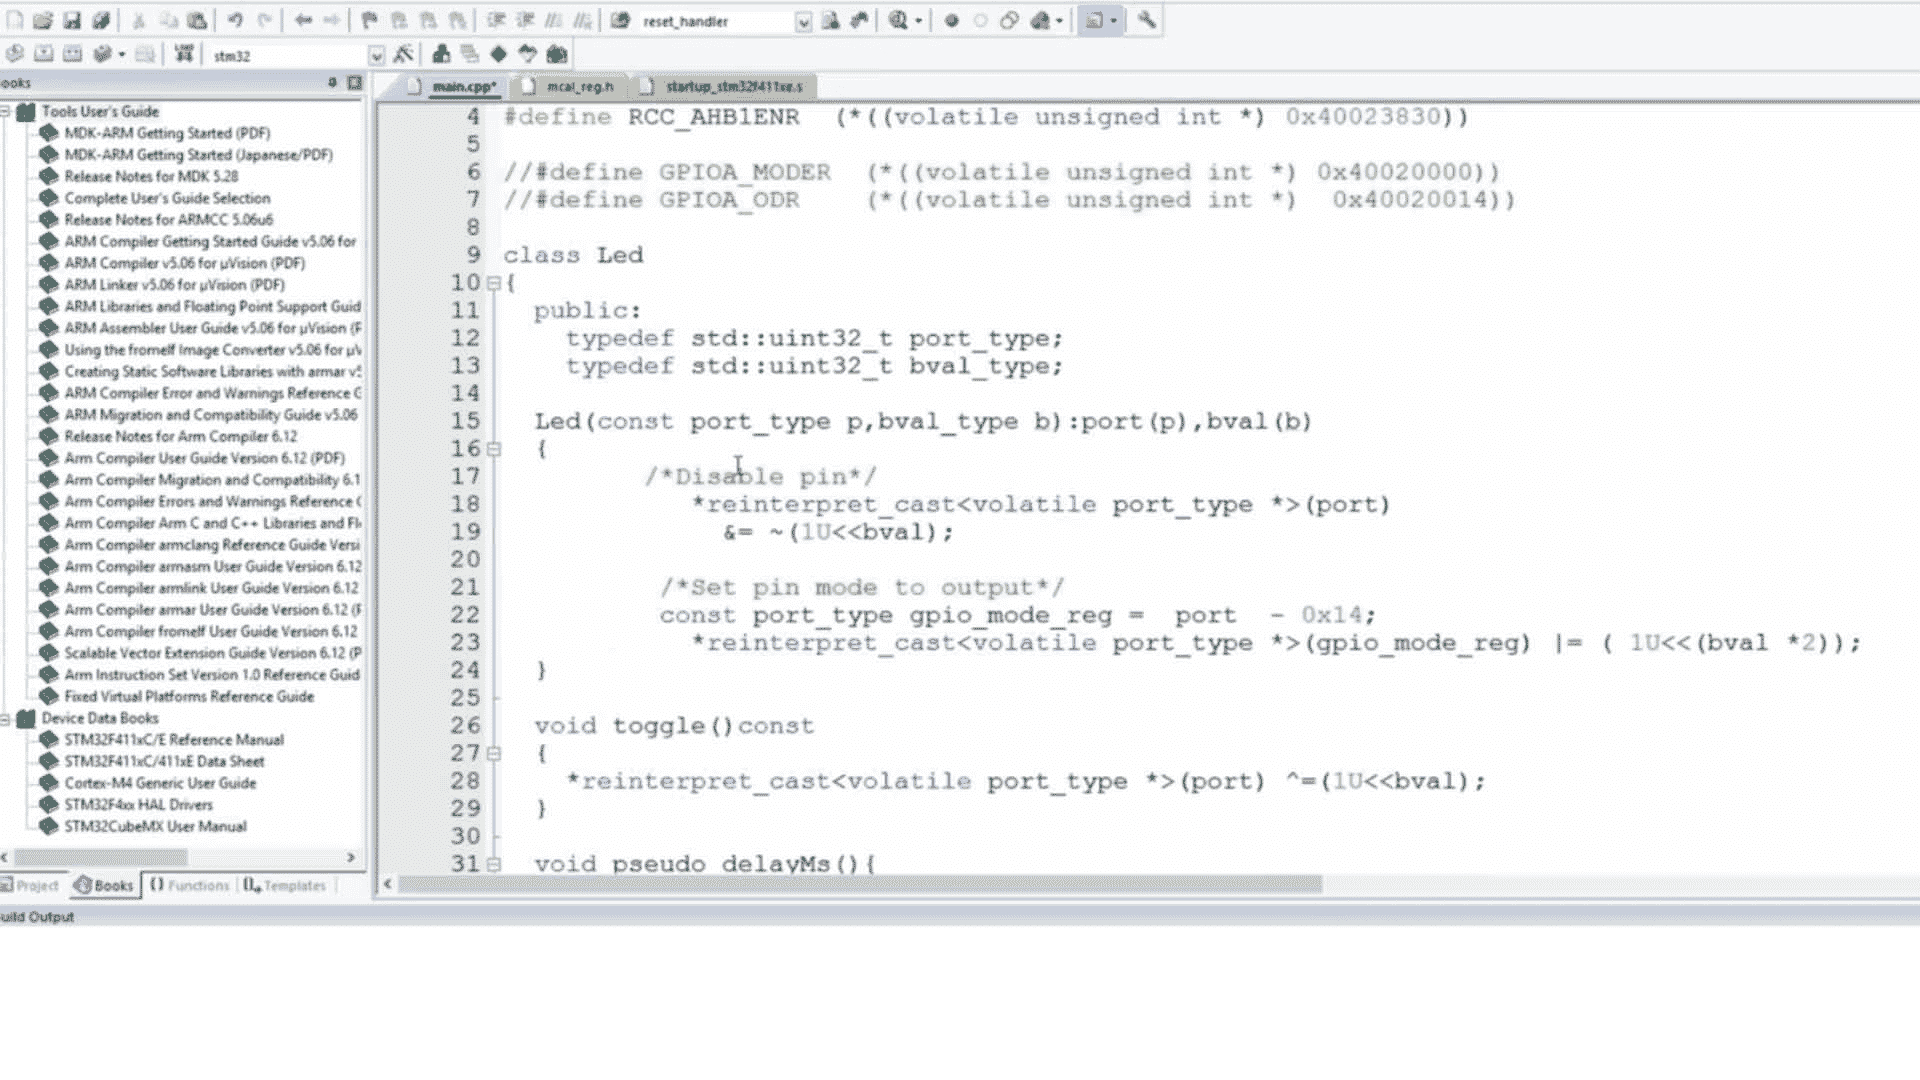 reset_handler
stm32
ooks
Tools User's Guide
MDK-ARM Getting Started (PDF)
MDK-ARM Getting Started (Japanese/PDF)
Release Notes for MDK 5.28
Complete User's Guide Selection
Release Notes for ARMCC 5.06u6
ARM Compiler Getting Started Guide v5.06 for
ARM Compiler v5.06 for µVision (PDF)
ARM Linker v5.06 for µVision (PDF)
ARM Libraries and Floating Point Support Guid
ARM Assembler User Guide v5.06 for µVision (P
Using the fromelf Image Converter v5.06 for µV
Creating Static Software Libraries with armar v5
ARM Compiler Error and Warnings Reference G
ARM Migration and Compatibility Guide v5.06
Release Notes for Arm Compiler 6.12
Arm Compiler User Guide Version 6.12 (PDF)
Arm Compiler Migration and Compatibility 6.1
Arm Compiler Errors and Warnings Reference G
Arm Compiler Arm C and C++ Libraries and Flo
Arm Compiler armclang Reference Guide Versi
Arm Compiler armasm User Guide Version 6.12
Arm Compiler armlink User Guide Version 6.12
Arm Compiler armar User Guide Version 6.12 (P
Arm Compiler fromelf User Guide Version 6.12
Scalable Vector Extension Guide Version 6.12 (P
Arm Instruction Set Version 1.0 Reference Guid
Fixed Virtual Platforms Reference Guide
Device Data Books
STM32F411xC/E Reference Manual
STM32F411xC/411xE Data Sheet
Cortex-M4 Generic User Guide
STM32F4xx HAL Drivers
STM32CubeMX User Manual
Project Books {} Functions Templates
main.cpp* mcal_reg.h startup_stm32f411xe.s
4 #define RCC_AHB1ENR (*((volatile unsigned int *) 0x40023830))
5
6 //#define GPIOA_MODER (*((volatile unsigned int *) 0x40020000))
7 //#define GPIOA_ODR (*((volatile unsigned int *) 0x40020014))
8
9 class Led
10 {
11 public:
12 typedef std::uint32_t port_type;
13 typedef std::uint32_t bval_type;
14
15 Led(const port_type p,bval_type b):port(p),bval(b)
16 {
17 /*Disable pin*/
18 *reinterpret_cast<volatile port_type *>(port)
19 &= ~(1U<<bval);
20
21 /*Set pin mode to output*/
22 const port_type gpio_mode_reg = port - 0x14;
23 *reinterpret_cast<volatile port_type *>(gpio_mode_reg) |= ( 1U<<(bval *2));
24 }
25
26 void toggle()const
27 {
28 *reinterpret_cast<volatile port_type *>(port) ^=(1U<<bval);
29 }
30
31 void pseudo_delayMs(){
uild Output